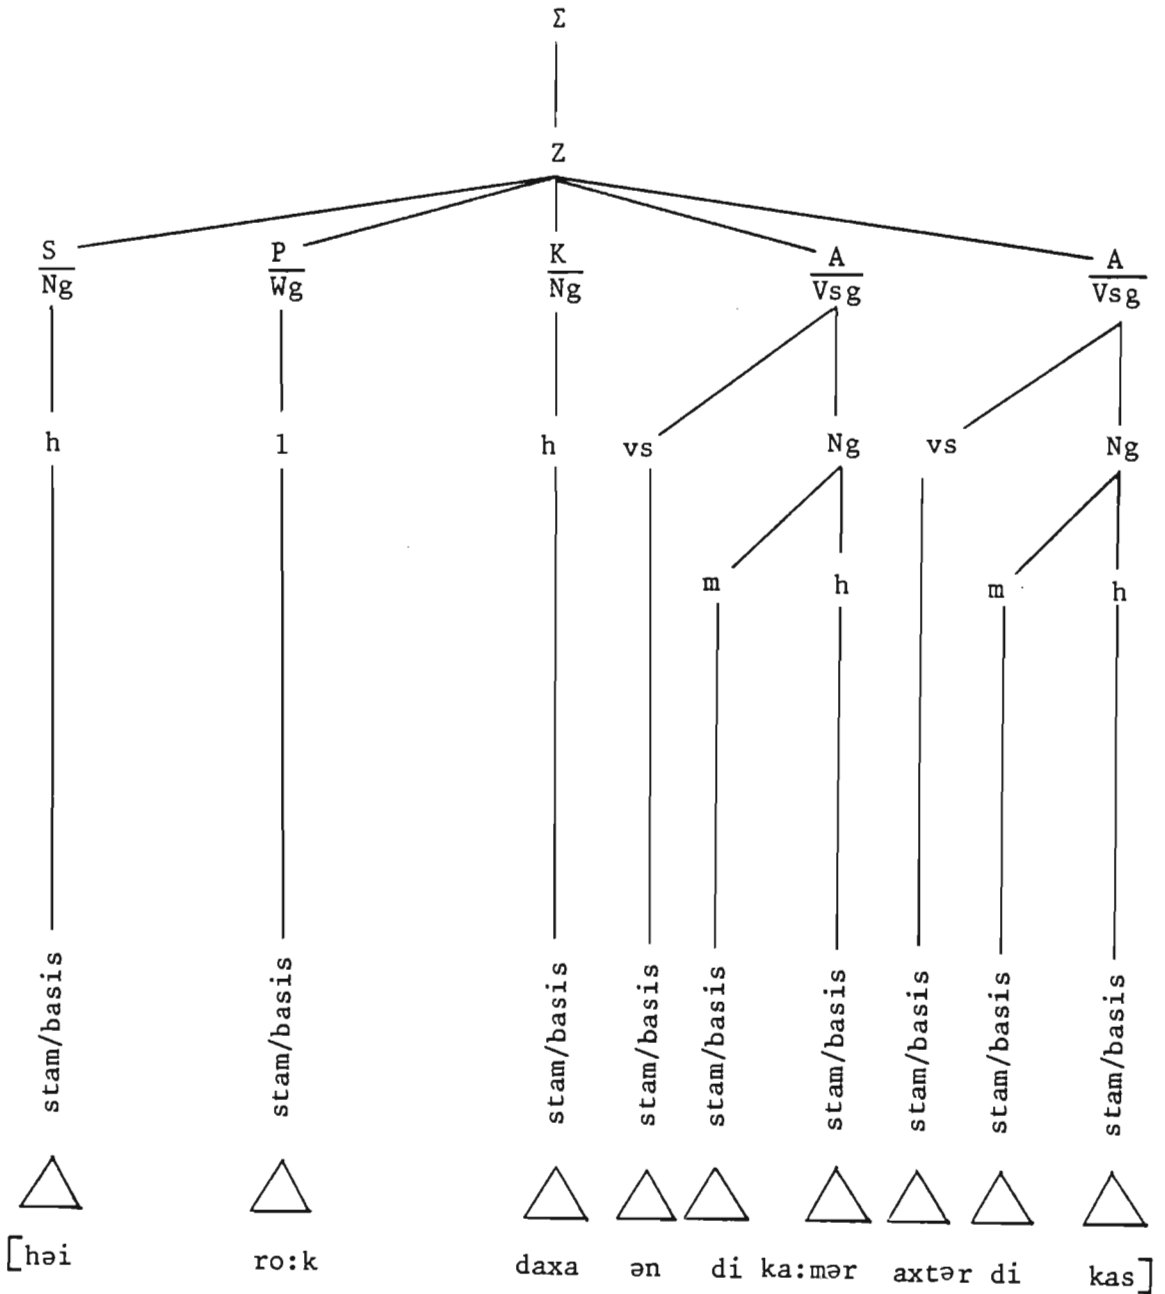 Σ
Z
S P K A A
Ng Wg Ng Vsg Vsg
h l h vs Ng vs Ng
m h m h
stam/basis stam/basis stam/basis stam/basis stam/basis stam/basis stam/basis stam/basis stam/basis
[həi ro:k daxa ən di ka:mər axtər di kas]